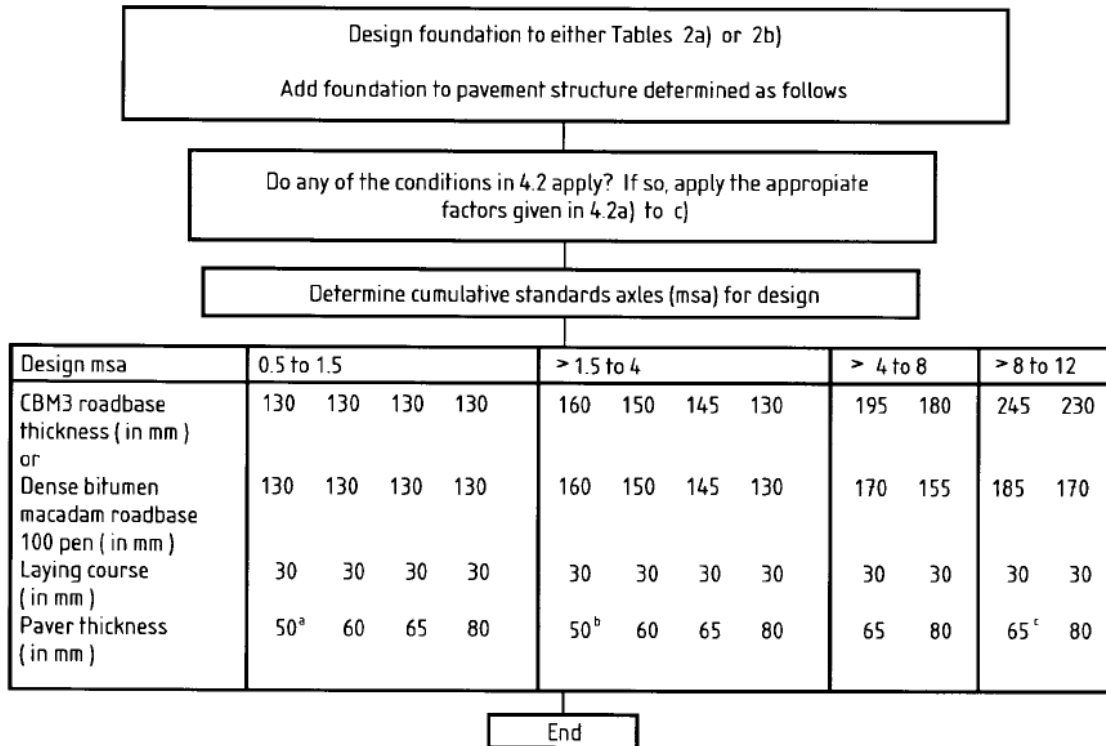 Design foundation to either Tables 2a) or 2b)
Add foundation to pavement structure determined as follows
Do any of the conditions in 4.2 apply? If so, apply the appropiate
factors given in 4.2a) to c)
Determine cumulative standards axles (msa) for design
Design msa 0.5 to 1.5 > 1.5 to 4 > 4 to 8 > 8 to 12
CBM3 roadbase 130 130 130 130 160 150 145 130 195 180 245 230
thickness ( in mm )
or
Dense bitumen 130 130 130 130 160 150 145 130 170 155 185 170
macadam roadbase
100 pen ( in mm )
Laying course 30 30 30 30 30 30 30 30 30 30 30 30
( in mm )
Paver thickness 50ᵃ 60 65 80 50ᵇ 60 65 80 65 80 65ᶜ 80
( in mm )
End